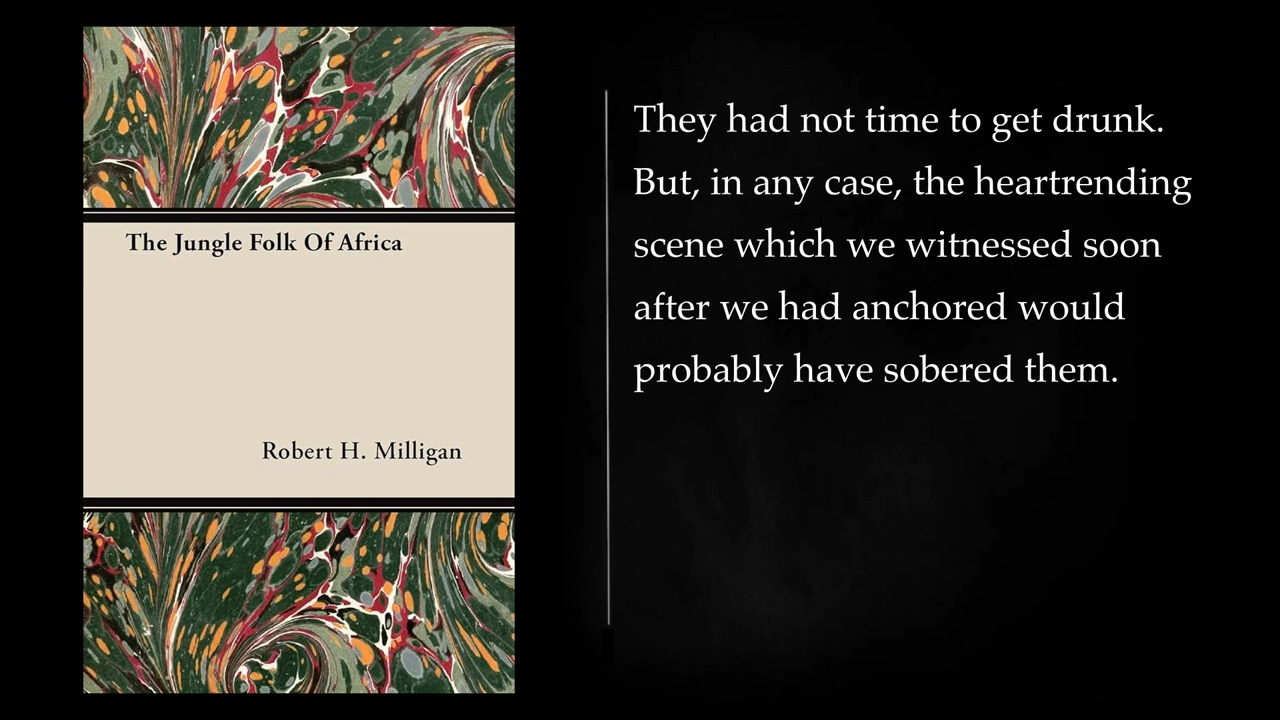 The Jungle Folk Of Africa
Robert H. Milligan
They had not time to get drunk.
But, in any case, the heartrending
scene which we witnessed soon
after we had anchored would
probably have sobered them.